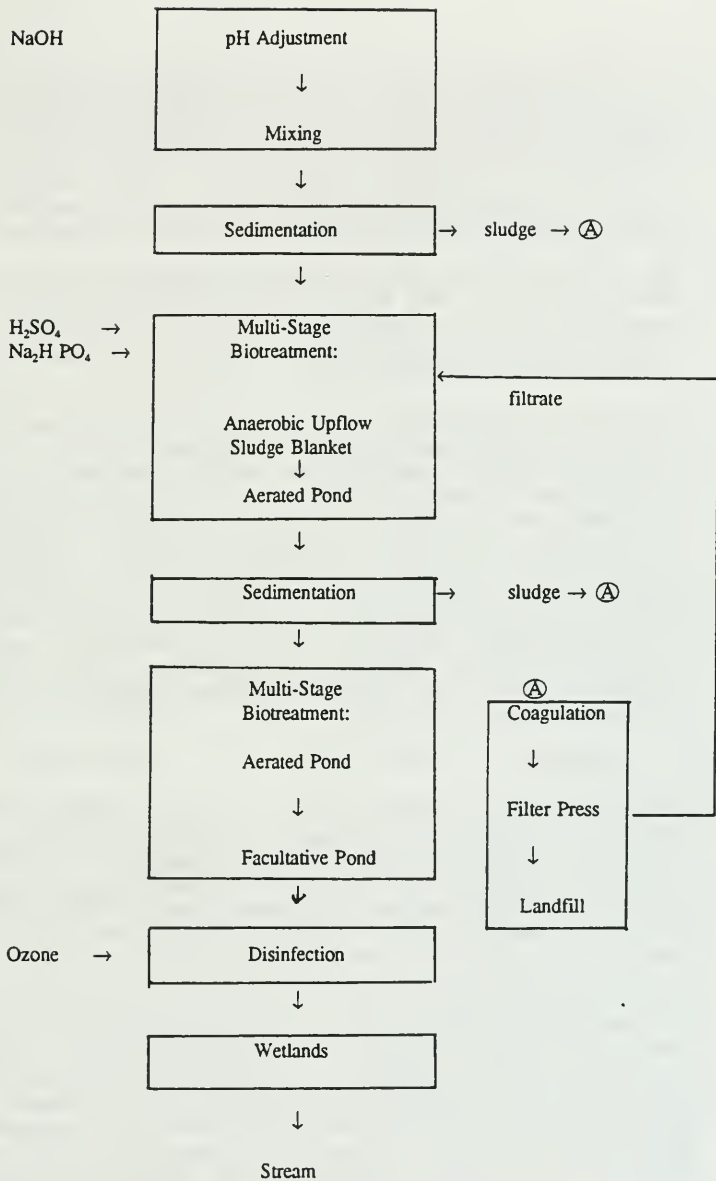 NaOH pH Adjustment
↓
Mixing
↓
Sedimentation → sludge → Ⓐ
↓
H₂SO₄ → Multi-Stage
Na₂H PO₄ → Biotreatment:
filtrate
Anaerobic Upflow
Sludge Blanket
↓
Aerated Pond
↓
Sedimentation → sludge → Ⓐ
↓
Multi-Stage
Biotreatment:
Aerated Pond
↓
Facultative Pond
↓
Ⓐ
Coagulation
↓
Filter Press
↓
Landfill
Ozone → Disinfection
↓
Wetlands
↓
Stream